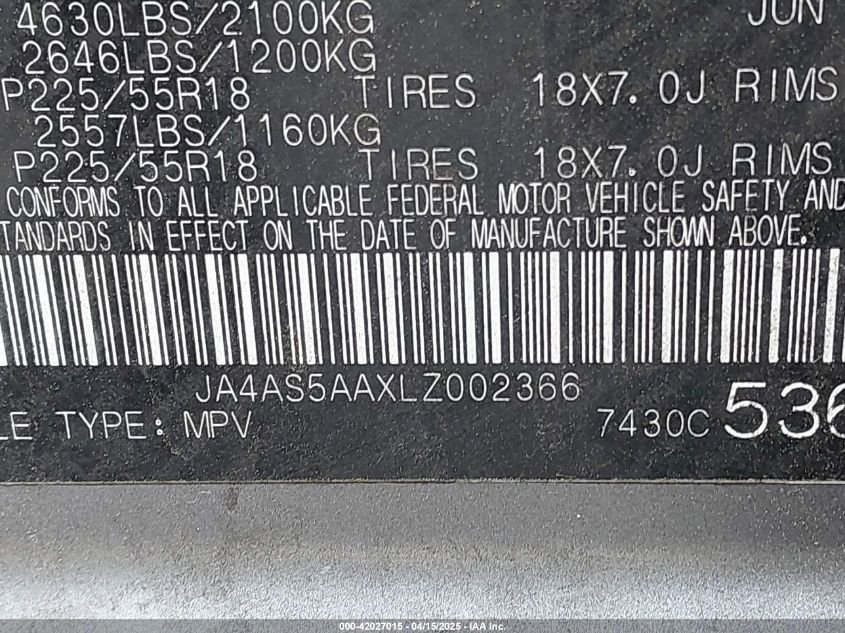 4630LBS/2100KG JUN
2646LBS/1200KG
P225/55R18 TIRES 18X7.0J RIMS
2557LBS/1160KG
P225/55R18 TIRES 18X7.0J RIMS
CONFORMS TO ALL APPLICABLE FEDERAL MOTOR VEHICLE SAFETY AND
TANDARDS IN EFFECT ON THE DATE OF MANUFACTURE SHOWN ABOVE.
JA4AS5AAXLZ002366
LE TYPE: MPV 7430C 536
000-42027015 - 04/15/2025 - IAA Inc.